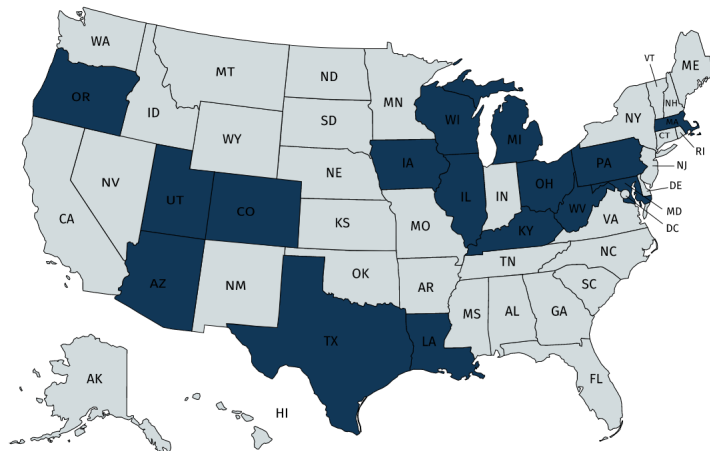 WA
MT
ND
MN
VT
ME
OR
ID
SD
WI
MI
NY
NH
MA
CT
RI
WY
IA
NE
PA
NJ
NV
UT
CO
IL
IN
OH
DE
CA
KS
MO
KY
WV
VA
MD
DC
AZ
NM
OK
AR
TN
NC
SC
TX
LA
MS
AL
GA
FL
AK
HI